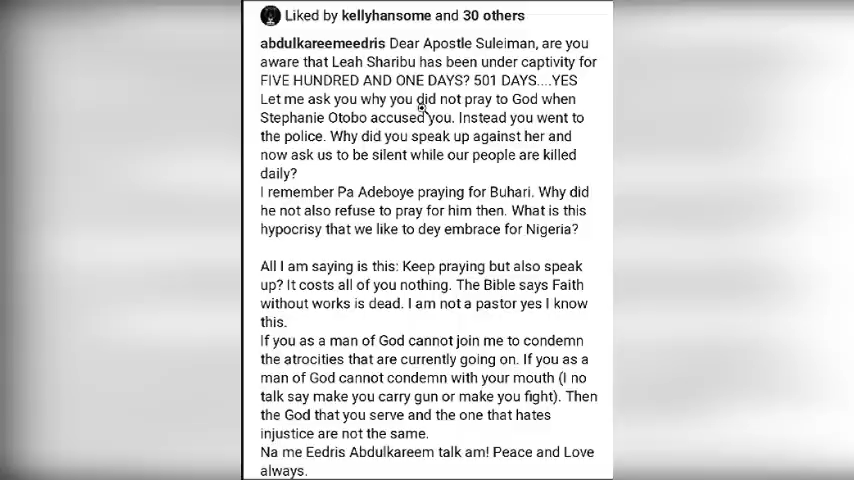 Liked by kellyhansome and 30 others
abdulkareemeedris Dear Apostle Suleiman, are you
aware that Leah Sharibu has been under captivity for
FIVE HUNDRED AND ONE DAYS? 501 DAYS....YES
Let me ask you why you did not pray to God when
Stephanie Otobo accused you. Instead you went to
the police. Why did you speak up against her and
now ask us to be silent while our people are killed
daily?
I remember Pa Adeboye praying for Buhari. Why did
he not also refuse to pray for him then. What is this
hypocrisy that we like to dey embrace for Nigeria?
All I am saying is this: Keep praying but also speak
up? It costs all of you nothing. The Bible says Faith
without works is dead. I am not a pastor yes I know
this.
If you as a man of God cannot join me to condemn
the atrocities that are currently going on. If you as a
man of God cannot condemn with your mouth (I no
talk say make you carry gun or make you fight). Then
the God that you serve and the one that hates
injustice are not the same.
Na me Eedris Abdulkareem talk am! Peace and Love
always.